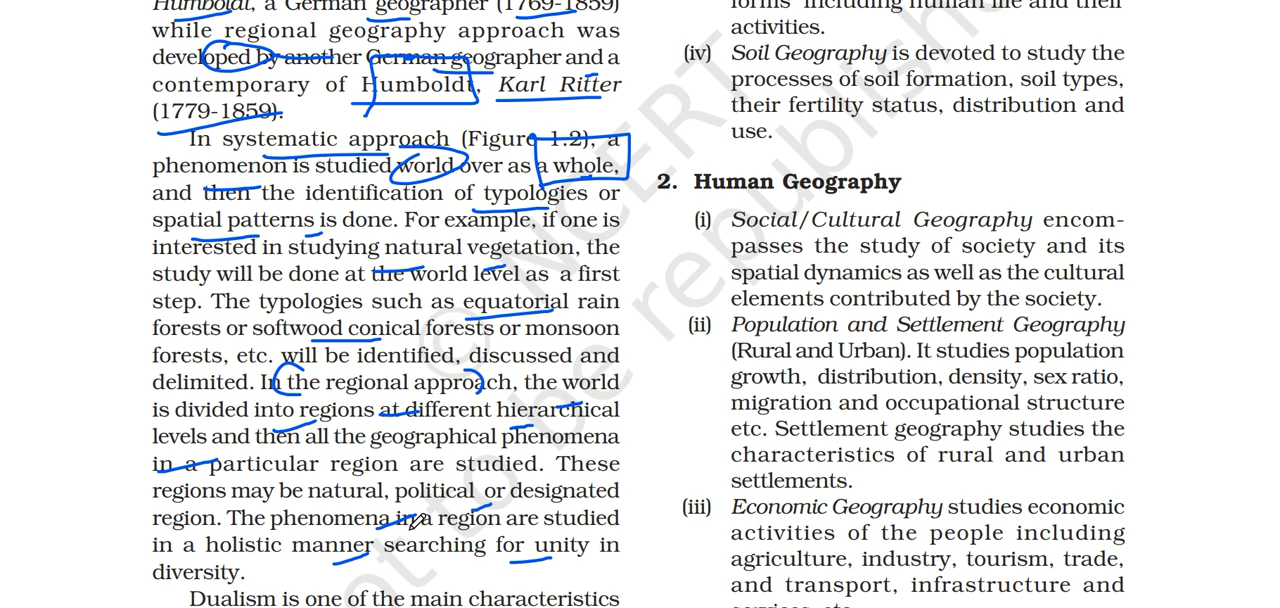 Humboldt, a German geographer (1769-1859)
while regional geography approach was
developed by another German geographer and a
contemporary of Humboldt, Karl Ritter
(1779-1859).
In systematic approach (Figure 1.2), a
phenomenon is studied world over as a whole,
and then the identification of typologies or
spatial patterns is done. For example, if one is
interested in studying natural vegetation, the
study will be done at the world level as a first
step. The typologies such as equatorial rain
forests or softwood conical forests or monsoon
forests, etc. will be identified, discussed and
delimited. In the regional approach, the world
is divided into regions at different hierarchical
levels and then all the geographical phenomena
in a particular region are studied. These
regions may be natural, political or designated
region. The phenomena in a region are studied
in a holistic manner searching for unity in
diversity.
Dualism is one of the main characteristics
forms including human life and their
activities.
(iv) Soil Geography is devoted to study the
processes of soil formation, soil types,
their fertility status, distribution and
use.
2. Human Geography
(i) Social/Cultural Geography encom-
passes the study of society and its
spatial dynamics as well as the cultural
elements contributed by the society.
(ii) Population and Settlement Geography
(Rural and Urban). It studies population
growth, distribution, density, sex ratio,
migration and occupational structure
etc. Settlement geography studies the
characteristics of rural and urban
settlements.
(iii) Economic Geography studies economic
activities of the people including
agriculture, industry, tourism, trade,
and transport, infrastructure and
services, etc.
© NCERT
not to be republish